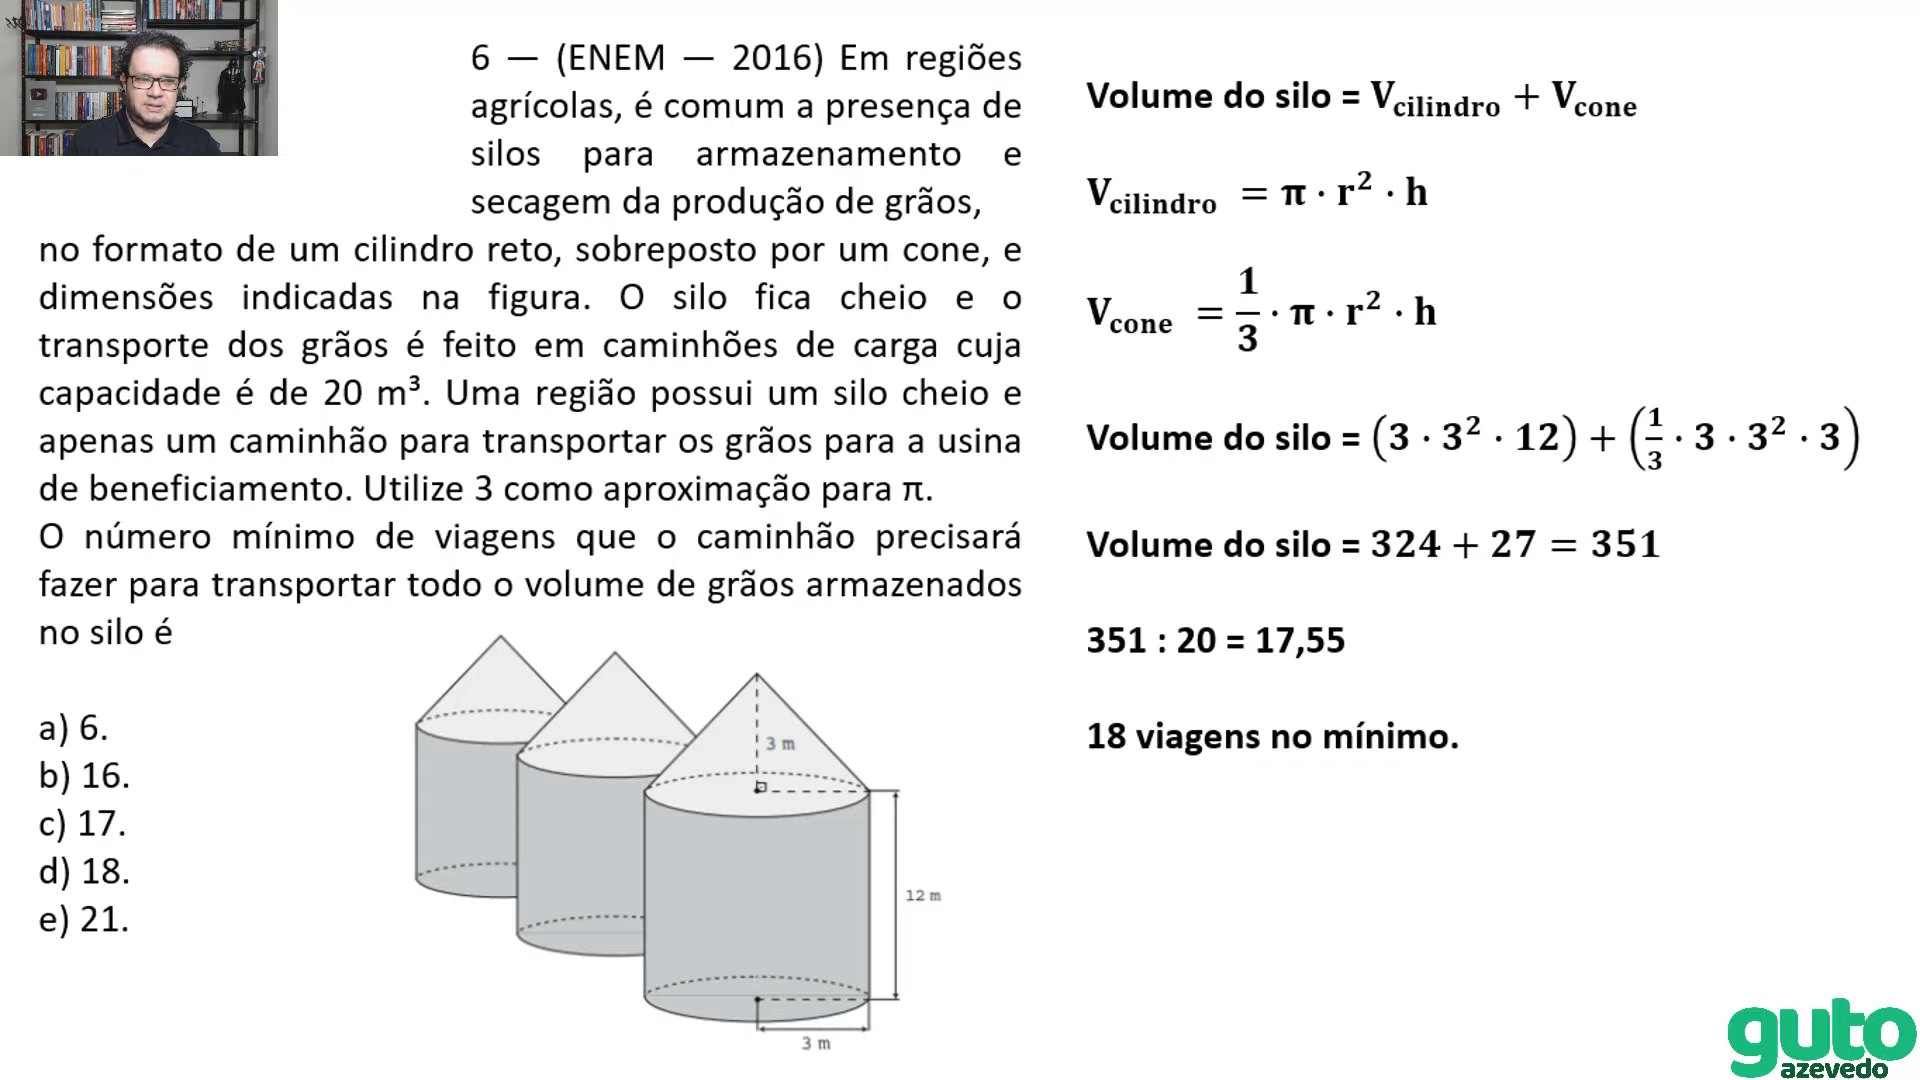 6 — (ENEM — 2016) Em regiões
agrícolas, é comum a presença de
silos para armazenamento e
secagem da produção de grãos,
no formato de um cilindro reto, sobreposto por um cone, e
dimensões indicadas na figura. O silo fica cheio e o
transporte dos grãos é feito em caminhões de carga cuja
capacidade é de 20 m³. Uma região possui um silo cheio e
apenas um caminhão para transportar os grãos para a usina
de beneficiamento. Utilize 3 como aproximação para π.
O número mínimo de viagens que o caminhão precisará
fazer para transportar todo o volume de grãos armazenados
no silo é
a) 6.
b) 16.
c) 17.
d) 18.
e) 21.
3 m
12 m
3 m
Volume do silo = V_cilindro + V_cone
V_cilindro = π · r² · h
V_cone = 1/3 · π · r² · h
Volume do silo = (3 · 3² · 12) + (1/3 · 3 · 3² · 3)
Volume do silo = 324 + 27 = 351
351 : 20 = 17,55
18 viagens no mínimo.
guto
azevedo